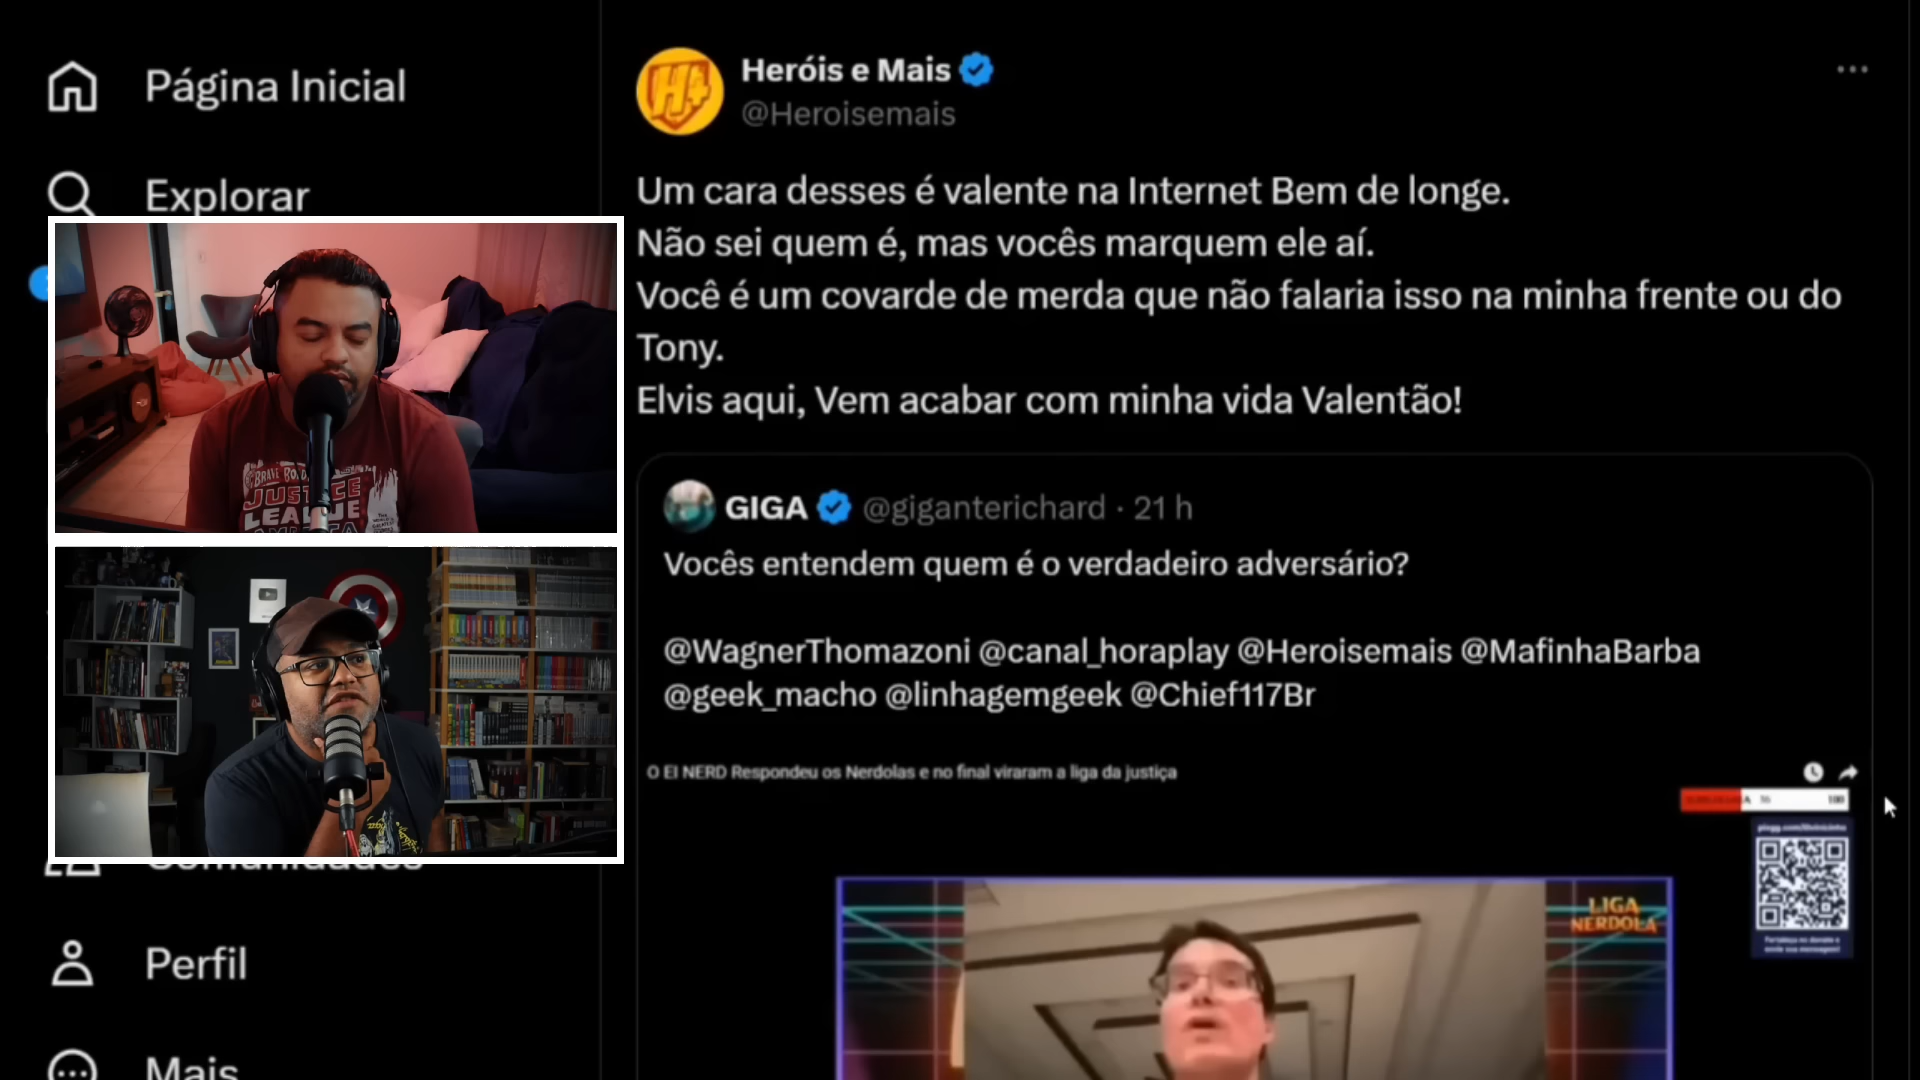 Página Inicial
Explorar
Perfil
Mais
Heróis e Mais
@Heroisemais
Um cara desses é valente na Internet Bem de longe.
Não sei quem é, mas vocês marquem ele aí.
Você é um covarde de merda que não falaria isso na minha frente ou do
Tony.
Elvis aqui, Vem acabar com minha vida Valentão!
GIGA @giganterichard · 21 h
Vocês entendem quem é o verdadeiro adversário?
@WagnerThomazoni @canal_horaplay @Heroisemais @MafinhaBarba
@geek_macho @linhagemgeek @Chief117Br
O EI NERD Respondeu os Nerdolas e no final viraram a liga da justiça
LIGA
NERDOLA
JUSTICE
LEAGUE